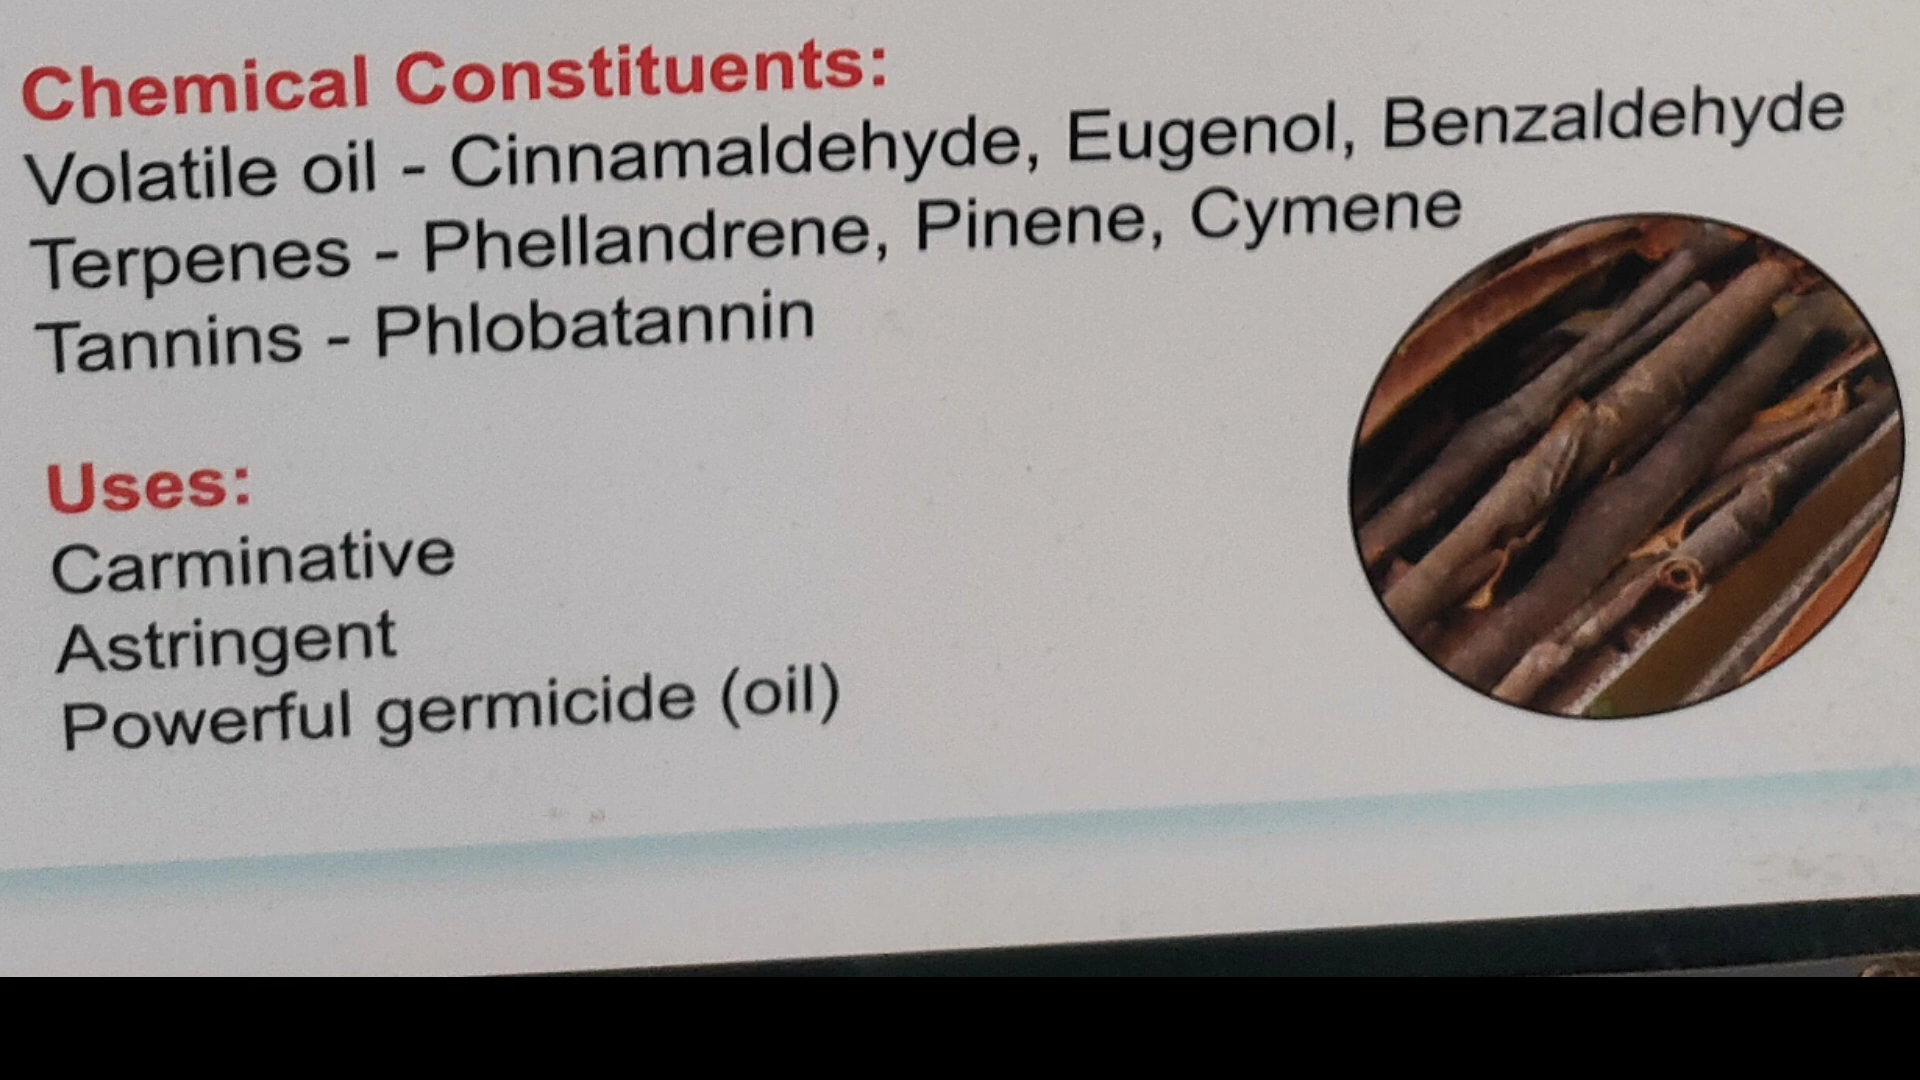 Chemical Constituents:
Volatile oil - Cinnamaldehyde, Eugenol, Benzaldehyde
Terpenes - Phellandrene, Pinene, Cymene
Tannins - Phlobatannin
Uses:
Carminative
Astringent
Powerful germicide (oil)